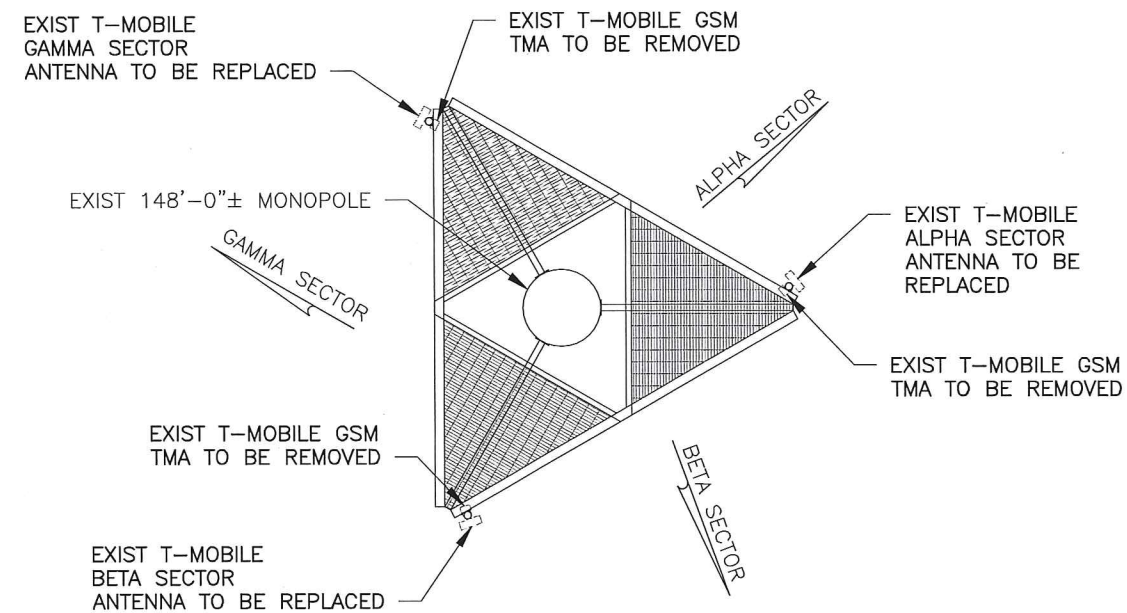 EXIST T-MOBILE
GAMMA SECTOR
ANTENNA TO BE REPLACED
EXIST T-MOBILE GSM
TMA TO BE REMOVED
ALPHA SECTOR
EXIST 148'-0"± MONOPOLE
GAMMA SECTOR
EXIST T-MOBILE
ALPHA SECTOR
ANTENNA TO BE
REPLACED
EXIST T-MOBILE GSM
TMA TO BE REMOVED
EXIST T-MOBILE GSM
TMA TO BE REMOVED
BETA SECTOR
EXIST T-MOBILE
BETA SECTOR
ANTENNA TO BE REPLACED